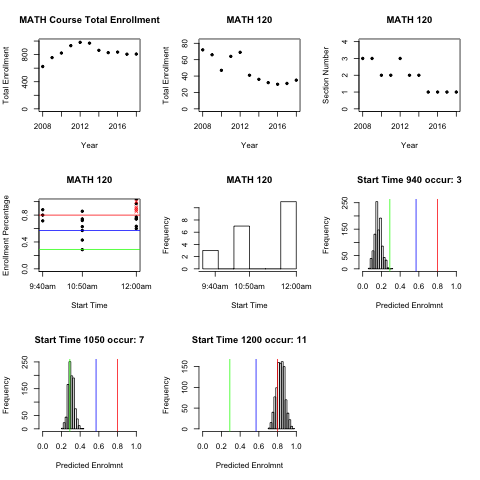 MATH Course Total Enrollment
Total Enrollment
0 400 800
2008 2012 2016
Year
MATH 120
Total Enrollment
0 20 40 60 80
2008 2012 2016
Year
MATH 120
Section Number
0 1 2 3 4
2008 2012 2016
Year
MATH 120
Enrollment Percentage
0.0 0.4 0.8
9:40am 10:50am 12:00am
Start Time
MATH 120
Frequency
0 2 4 6 8
9:40am 10:50am 12:00am
Start Time
Start Time 940 occur: 3
Frequency
0 50 150 250
0.0 0.2 0.4 0.6 0.8 1.0
Predicted Enrolmnt
Start Time 1050 occur: 7
Frequency
0 50 150 250
0.0 0.2 0.4 0.6 0.8 1.0
Predicted Enrolmnt
Start Time 1200 occur: 11
Frequency
0 50 100 150
0.0 0.2 0.4 0.6 0.8 1.0
Predicted Enrolmnt